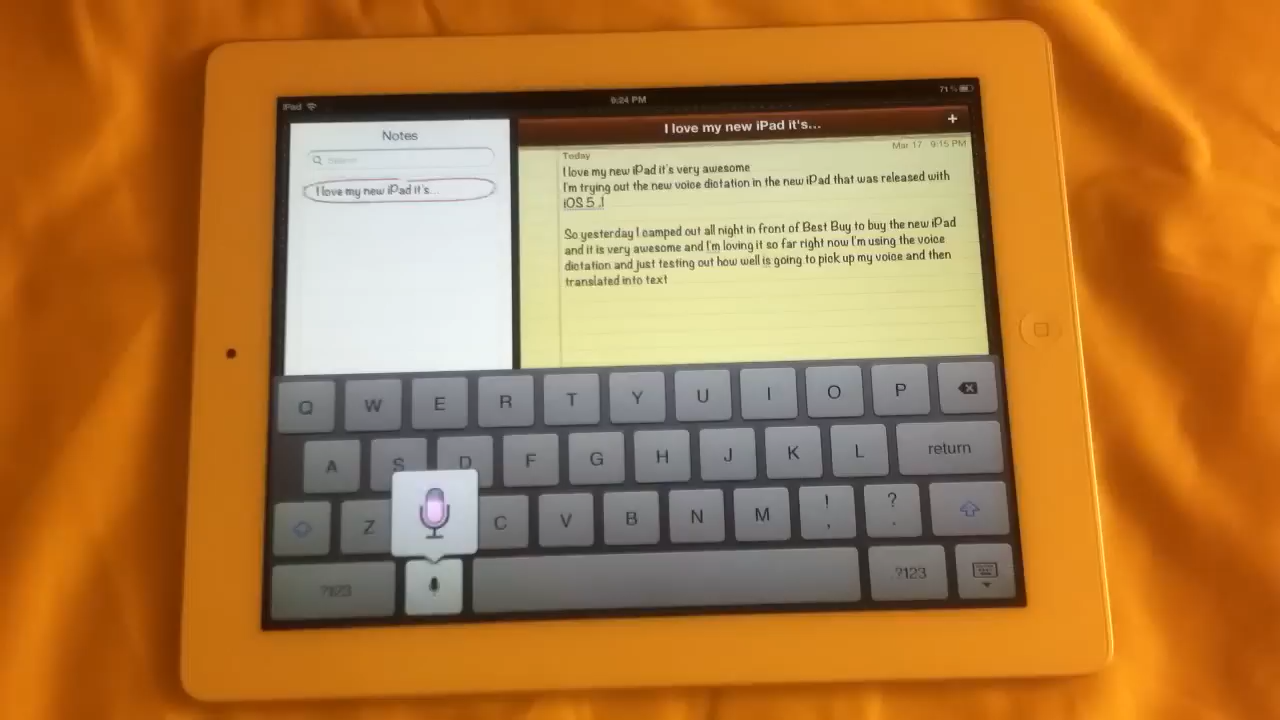 iPad
9:24 PM
71%
Notes
Search
I love my new iPad it's...
I love my new iPad it's...
+
Today
Mar 17 9:15 PM
I love my new iPad it's very awesome
I'm trying out the new voice dictation in the new iPad that was released with
iOS 5 .1
So yesterday I camped out all night in front of Best Buy to buy the new iPad
and it is very awesome and I'm loving it so far right now I'm using the voice
dictation and just testing out how well is going to pick up my voice and then
translated into text
Q W E R T Y U I O P
A S D F G H J K L return
Z C V B N M ! , ? .
?123 ?123